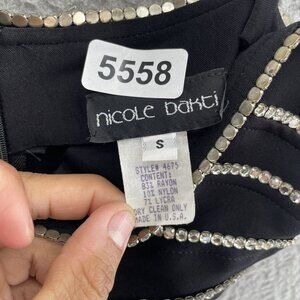 5558
nicole bakti
S
STYLE# 4675
CONTENT:
83% RAYON
10% NYLON
7% LYCRA
DRY CLEAN ONLY
MADE IN U.S.A.